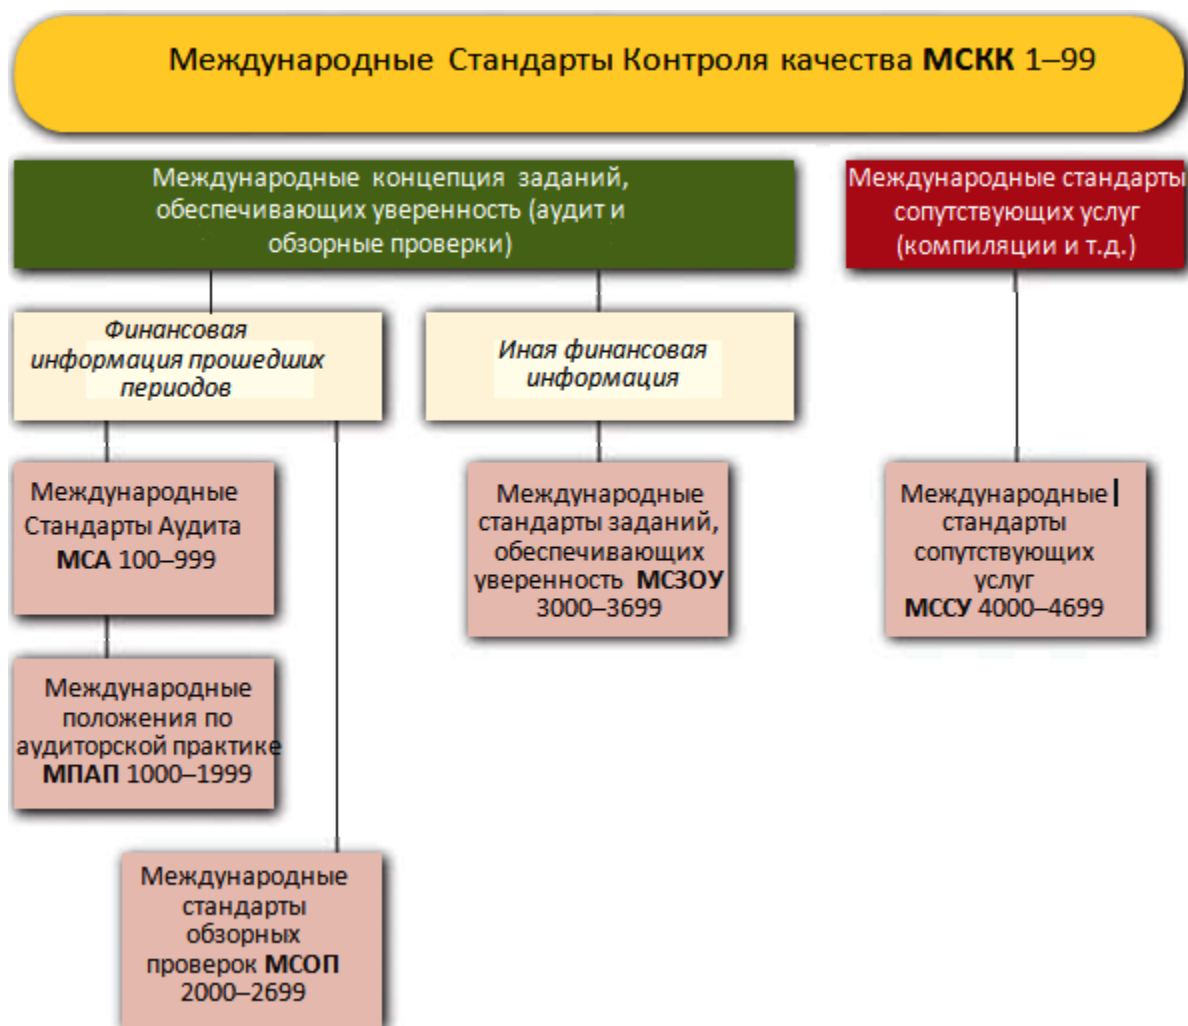 Международные Стандарты Контроля качества МСКК 1–99
Международные концепция заданий,
обеспечивающих уверенность (аудит и
обзорные проверки)
Международные стандарты
сопутствующих услуг
(компиляции и т.д.)
Финансовая
информация прошедших
периодов
Иная финансовая
информация
Международные
Стандарты Аудита
МСА 100–999
Международные
стандарты заданий,
обеспечивающих
уверенность МСЗОУ
3000–3699
Международные
стандарты
сопутствующих
услуг
МССУ 4000–4699
Международные
положения по
аудиторской практике
МПАП 1000–1999
Международные
стандарты
обзорных
проверок МСОП
2000–2699